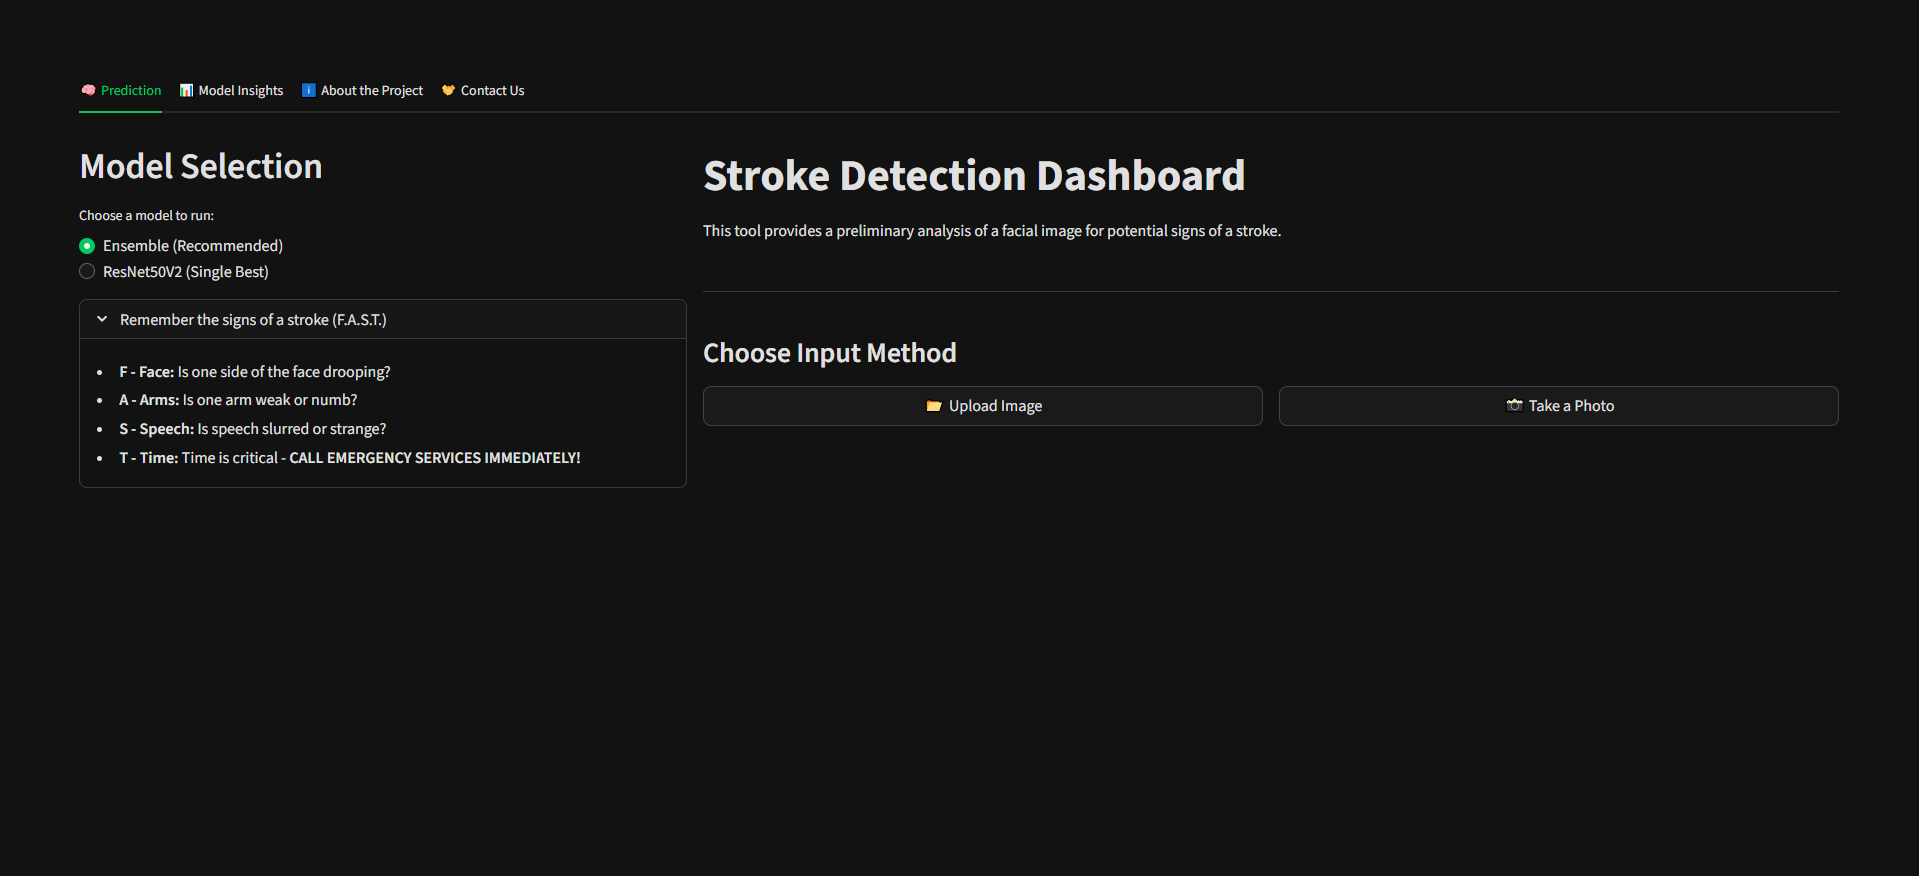 Prediction
Model Insights
About the Project
Contact Us
Model Selection
Choose a model to run:
Ensemble (Recommended)
ResNet50V2 (Single Best)
Remember the signs of a stroke (F.A.S.T.)
F - Face: Is one side of the face drooping?
A - Arms: Is one arm weak or numb?
S - Speech: Is speech slurred or strange?
T - Time: Time is critical - CALL EMERGENCY SERVICES IMMEDIATELY!
Stroke Detection Dashboard
This tool provides a preliminary analysis of a facial image for potential signs of a stroke.
Choose Input Method
Upload Image
Take a Photo